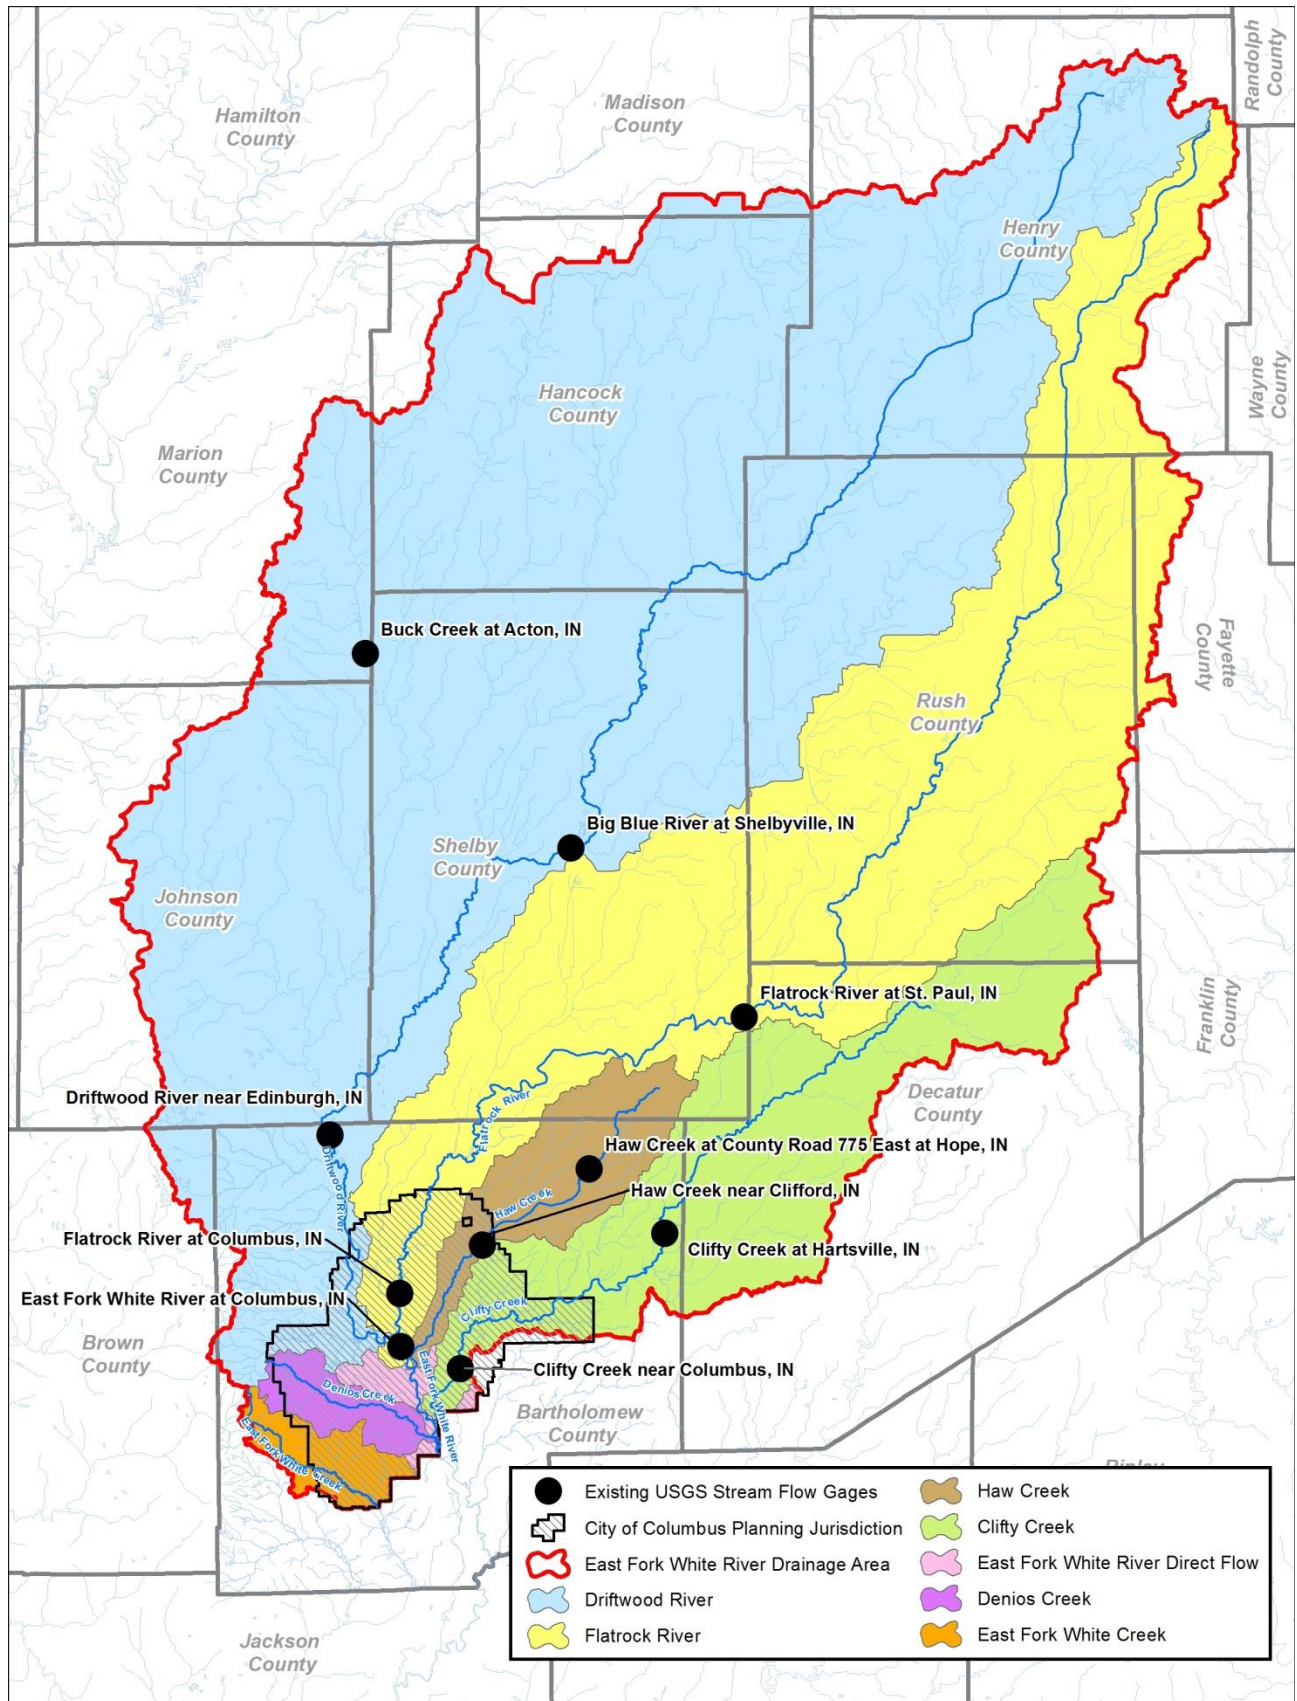 Randolph
County
Madison
County
Hamilton
County
Henry
County
Wayne
County
Hancock
County
Marion
County
Buck Creek at Acton, IN
Fayette
County
Rush
County
Big Blue River at Shelbyville, IN
Shelby
County
Johnson
County
Flatrock River at St. Paul, IN
Franklin
County
Decatur
County
Driftwood River near Edinburgh, IN
Flatrock River
Driftwood River
Haw Creek at County Road 775 East at Hope, IN
Haw Creek near Clifford, IN
Haw Creek
Flatrock River at Columbus, IN
Clifty Creek at Hartsville, IN
East Fork White River at Columbus, IN
Clifty Creek
Brown
County
Clifty Creek near Columbus, IN
East Fork White River
Denios Creek
Bartholomew
County
East Fork White Creek
Existing USGS Stream Flow Gages
City of Columbus Planning Jurisdiction
East Fork White River Drainage Area
Driftwood River
Flatrock River
Haw Creek
Clifty Creek
East Fork White River Direct Flow
Denios Creek
East Fork White Creek
Jackson
County